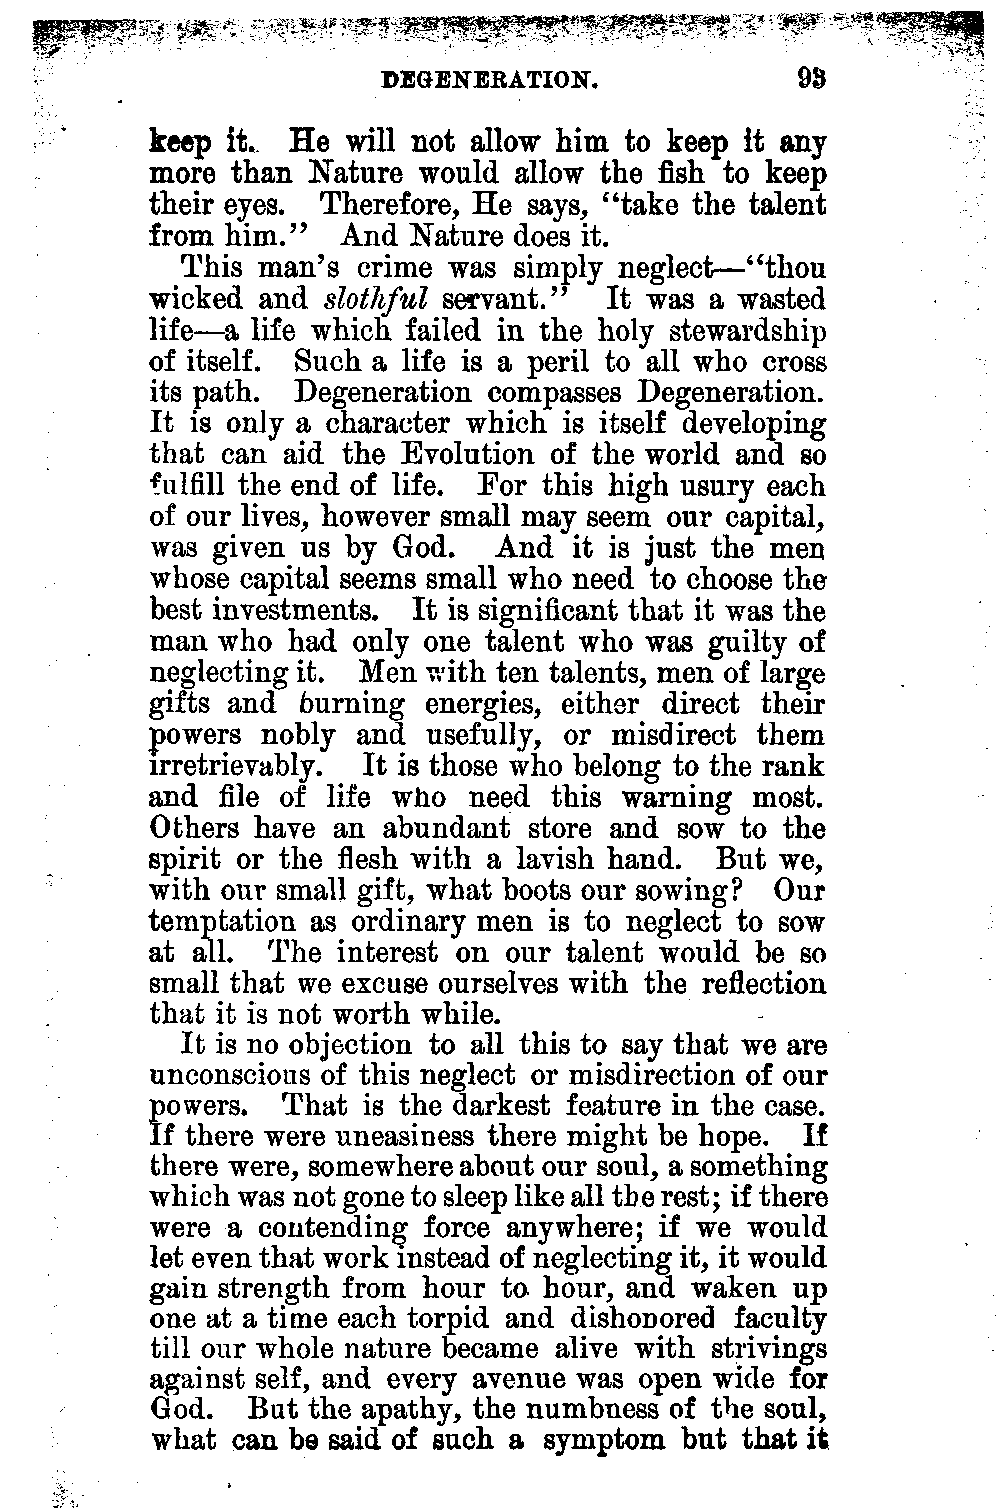 DEGENERATION. 93
keep it. He will not allow him to keep it any
more than Nature would allow the fish to keep
their eyes. Therefore, He says, “take the talent
from him.” And Nature does it.
This man’s crime was simply neglect—“thou
wicked and slothful servant.” It was a wasted
life—a life which failed in the holy stewardship
of itself. Such a life is a peril to all who cross
its path. Degeneration compasses Degeneration.
It is only a character which is itself developing
that can aid the Evolution of the world and so
fulfill the end of life. For this high usury each
of our lives, however small may seem our capital,
was given us by God. And it is just the men
whose capital seems small who need to choose the
best investments. It is significant that it was the
man who had only one talent who was guilty of
neglecting it. Men with ten talents, men of large
gifts and burning energies, either direct their
powers nobly and usefully, or misdirect them
irretrievably. It is those who belong to the rank
and file of life who need this warning most.
Others have an abundant store and sow to the
spirit or the flesh with a lavish hand. But we,
with our small gift, what boots our sowing? Our
temptation as ordinary men is to neglect to sow
at all. The interest on our talent would be so
small that we excuse ourselves with the reflection
that it is not worth while.
It is no objection to all this to say that we are
unconscious of this neglect or misdirection of our
powers. That is the darkest feature in the case.
If there were uneasiness there might be hope. If
there were, somewhere about our soul, a something
which was not gone to sleep like all the rest; if there
were a contending force anywhere; if we would
let even that work instead of neglecting it, it would
gain strength from hour to hour, and waken up
one at a time each torpid and dishonored faculty
till our whole nature became alive with strivings
against self, and every avenue was open wide for
God. But the apathy, the numbness of the soul,
what can be said of such a symptom but that it